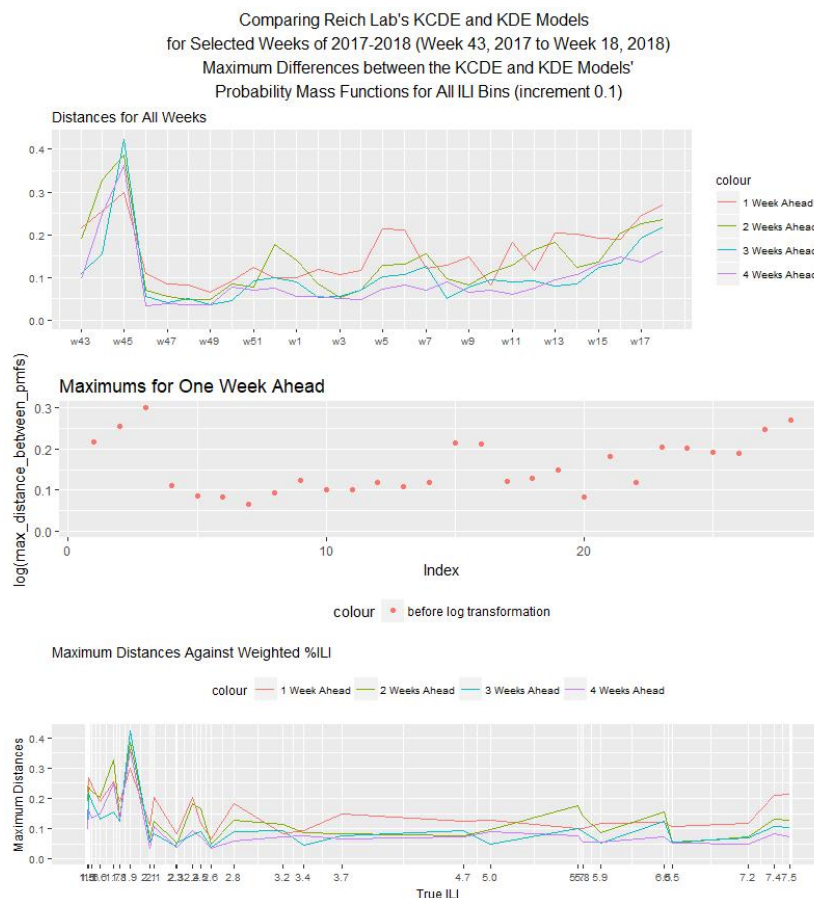 Comparing Reich Lab's KCDE and KDE Models
for Selected Weeks of 2017-2018 (Week 43, 2017 to Week 18, 2018)
Maximum Differences between the KCDE and KDE Models'
Probability Mass Functions for All ILI Bins (increment 0.1)
Distances for All Weeks
0.4
0.3
0.2
0.1
0.0
w43 w45 w47 w49 w51 w1 w3 w5 w7 w9 w11 w13 w15 w17
colour
1 Week Ahead
2 Weeks Ahead
3 Weeks Ahead
4 Weeks Ahead
Maximums for One Week Ahead
log(max_distance_between_pmfs)
0.3
0.2
0.1
0.0
0 10 20
Index
colour before log transformation
Maximum Distances Against Weighted %ILI
colour 1 Week Ahead 2 Weeks Ahead 3 Weeks Ahead 4 Weeks Ahead
Maximum Distances
0.4
0.3
0.2
0.1
0.0
2.6 2.8 3.2 3.4 3.7 4.7 5.0 5.9 7.2 7.4 7.5
True ILI